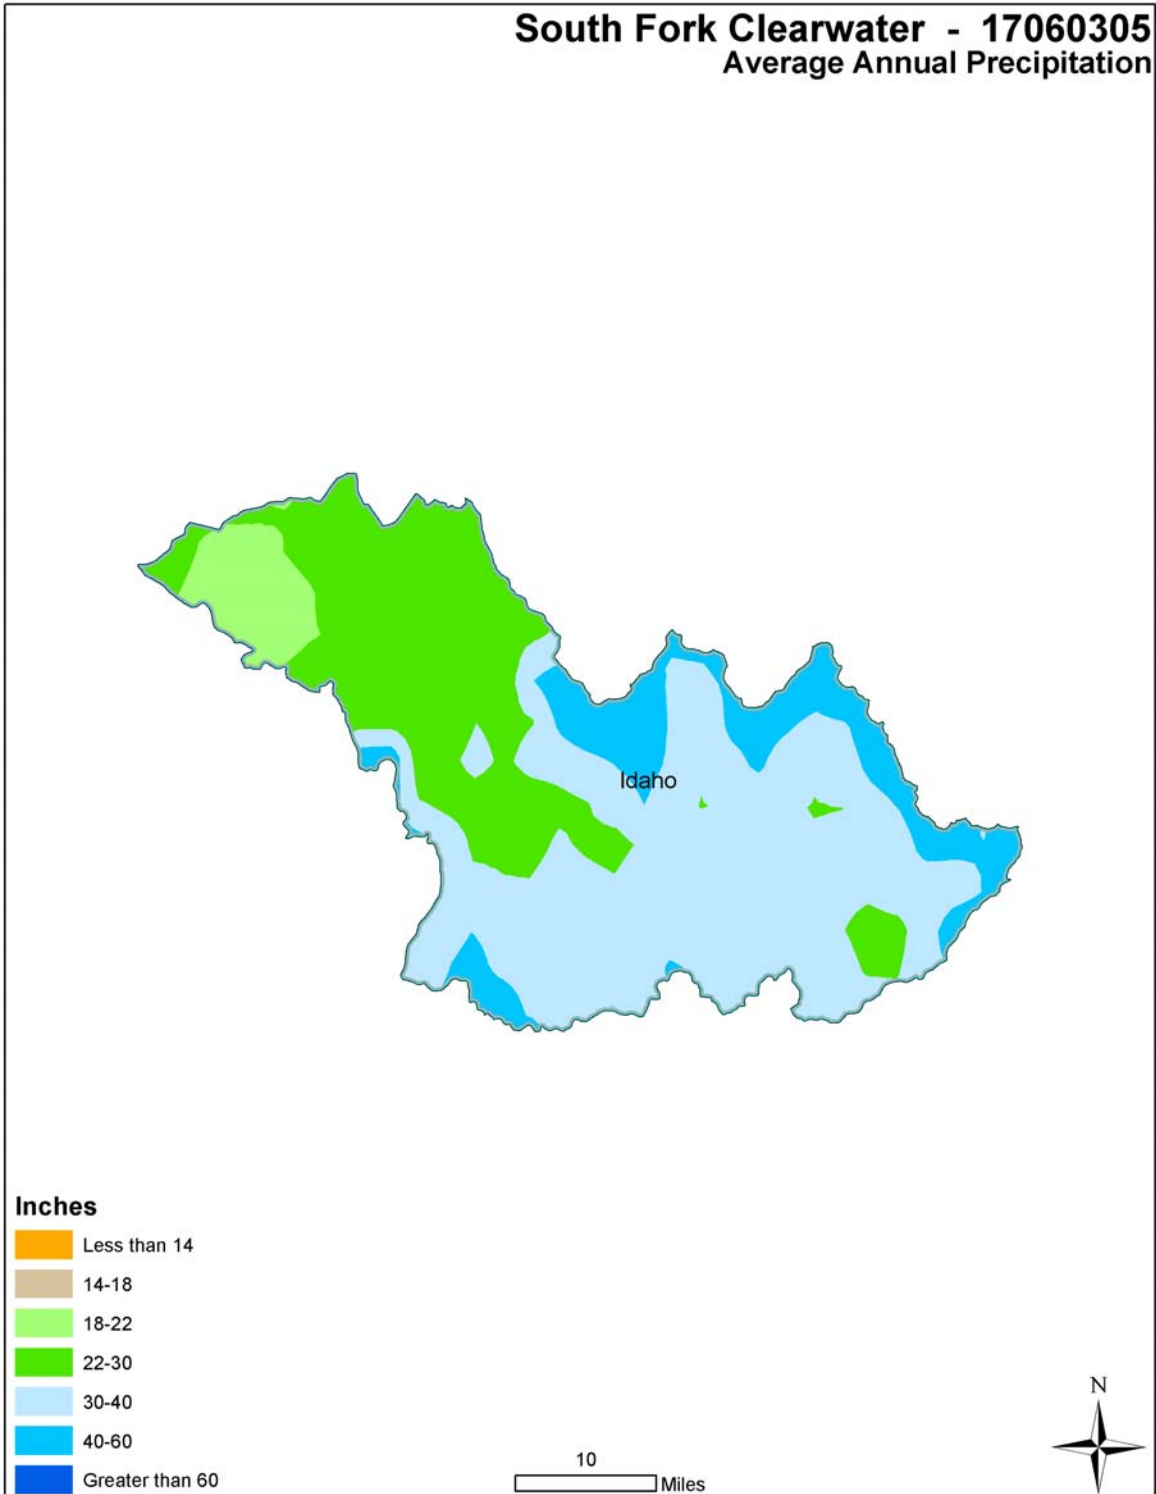 South Fork Clearwater - 17060305
Average Annual Precipitation
Idaho
Inches
Less than 14
14-18
18-22
22-30
30-40
40-60
Greater than 60
10
Miles
N